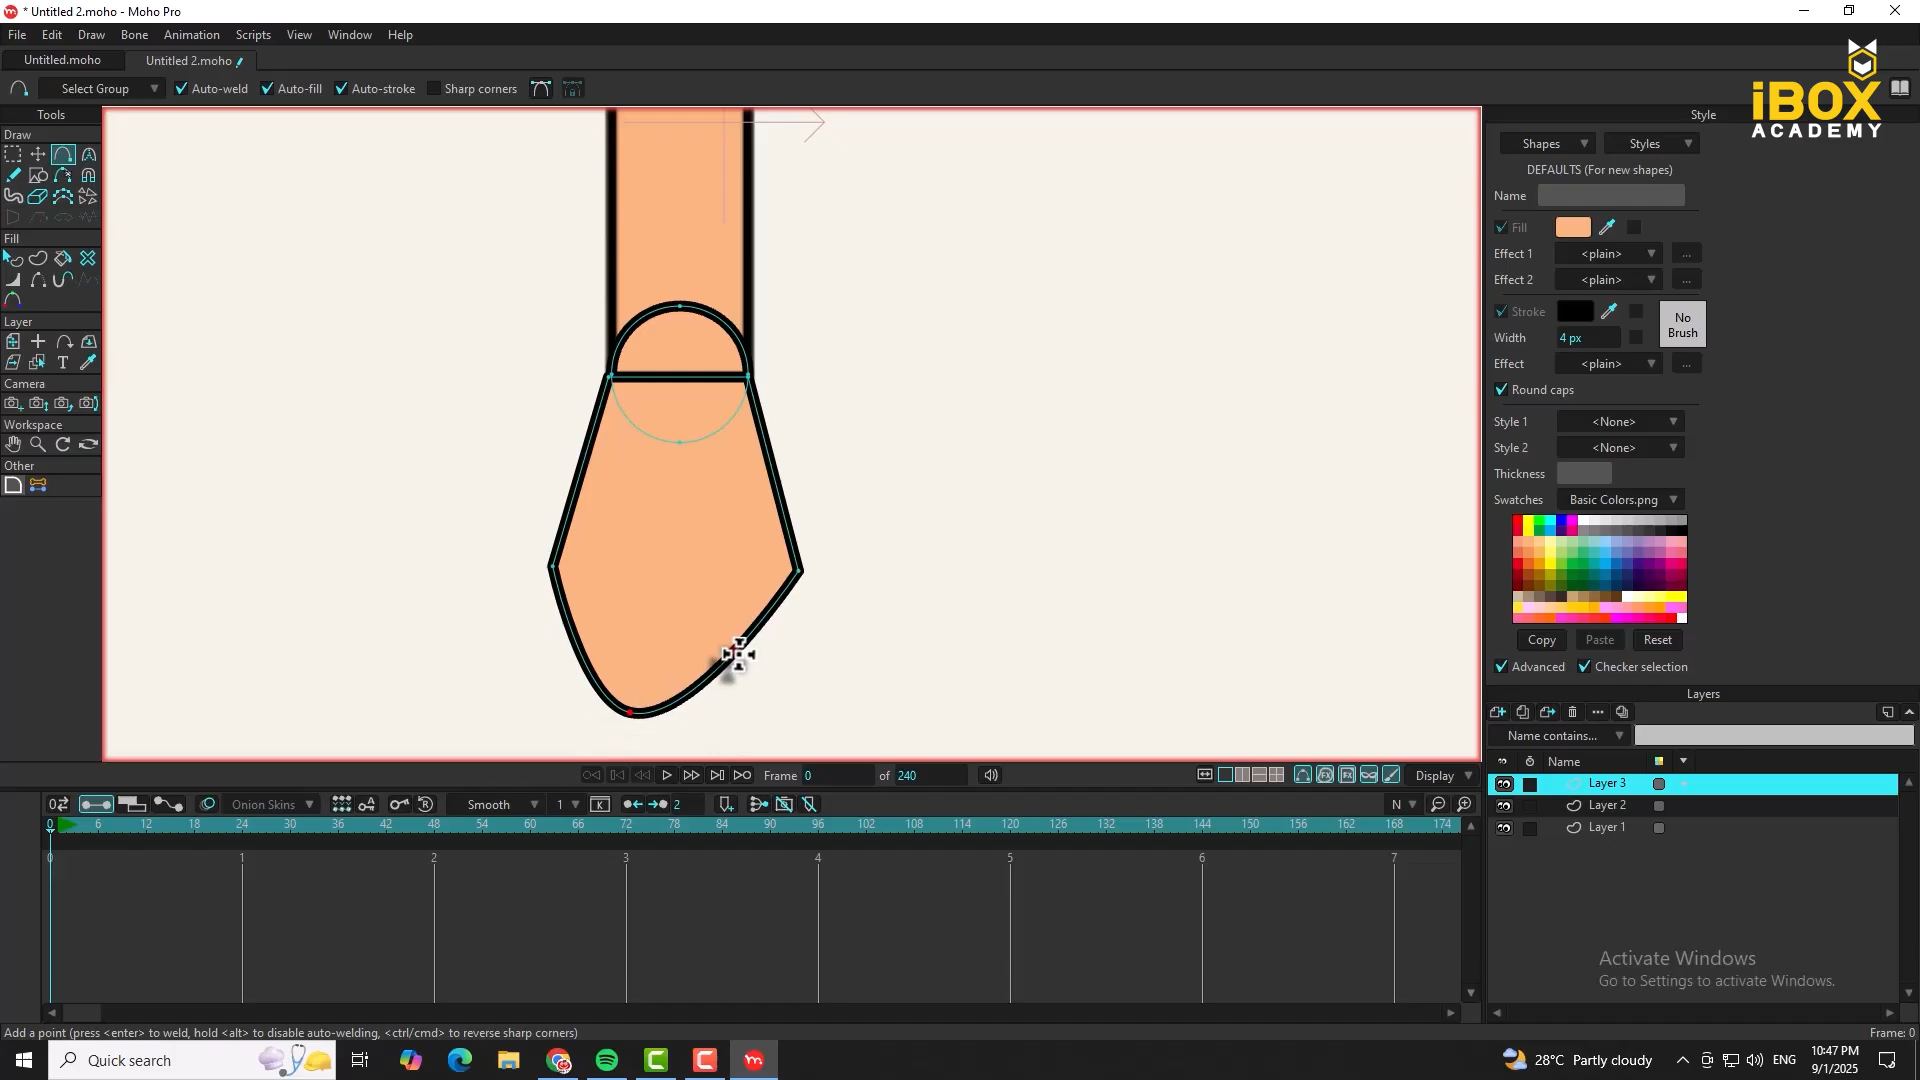 * Untitled 2.moho - Moho Pro
File Edit Draw Bone Animation Scripts View Window Help
Untitled.moho Untitled 2.moho
Select Group Auto-weld Auto-fill Auto-stroke Sharp corners
iBOX
ACADEMY
Tools
Draw
Fill
Layer
Camera
Workspace
Other
Style
Shapes Styles
DEFAULTS (For new shapes)
Name
Fill
Effect 1 <plain> ...
Effect 2 <plain> ...
Stroke
No Brush
Width 4 px
Effect <plain> ...
Round caps
Style 1 <None>
Style 2 <None>
Thickness
Swatches Basic Colors.png
Copy Paste Reset
Advanced Checker selection
Layers
Name contains...
Name
Layer 3
Layer 2
Layer 1
Frame 0 of 240 Display
Onion Skins Smooth 1 K 2 N
0 6 12 18 24 30 36 42 48 54 60 66 72 78 84 90 96 102 108 114 120 126 132 138 144 150 156 162 168 174
0 1 2 3 4 5 6 7
Activate Windows
Go to Settings to activate Windows.
Add a point (press <enter> to weld, hold <alt> to disable auto-welding, <ctrl/cmd> to reverse sharp corners) Frame: 0
Quick search 28°C Partly cloudy ENG 10:47 PM
9/1/2025